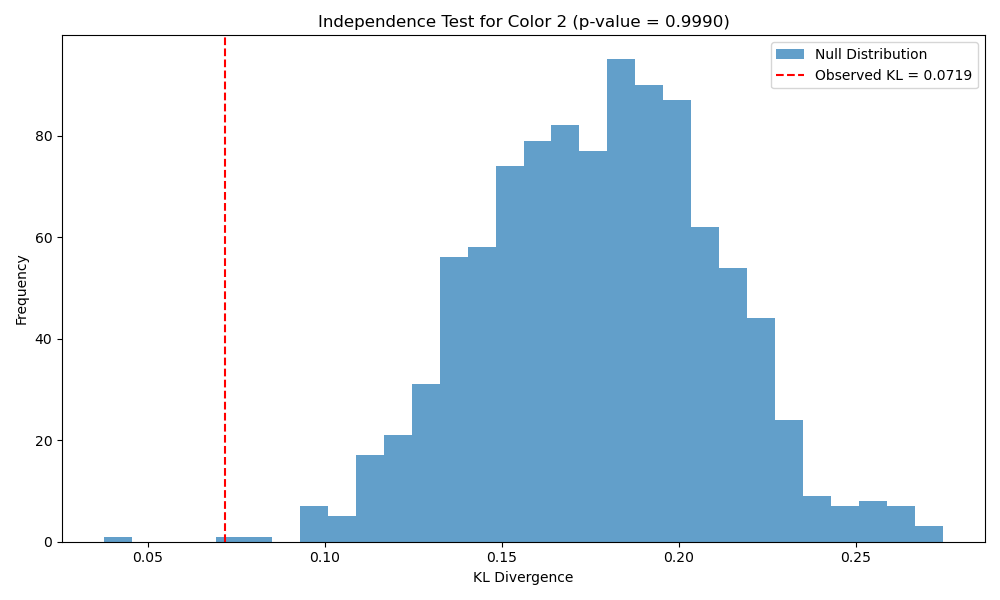 Independence Test for Color 2 (p-value = 0.9990)
Null Distribution
Observed KL = 0.0719
Frequency
80
60
40
20
0
0.05 0.10 0.15 0.20 0.25
KL Divergence